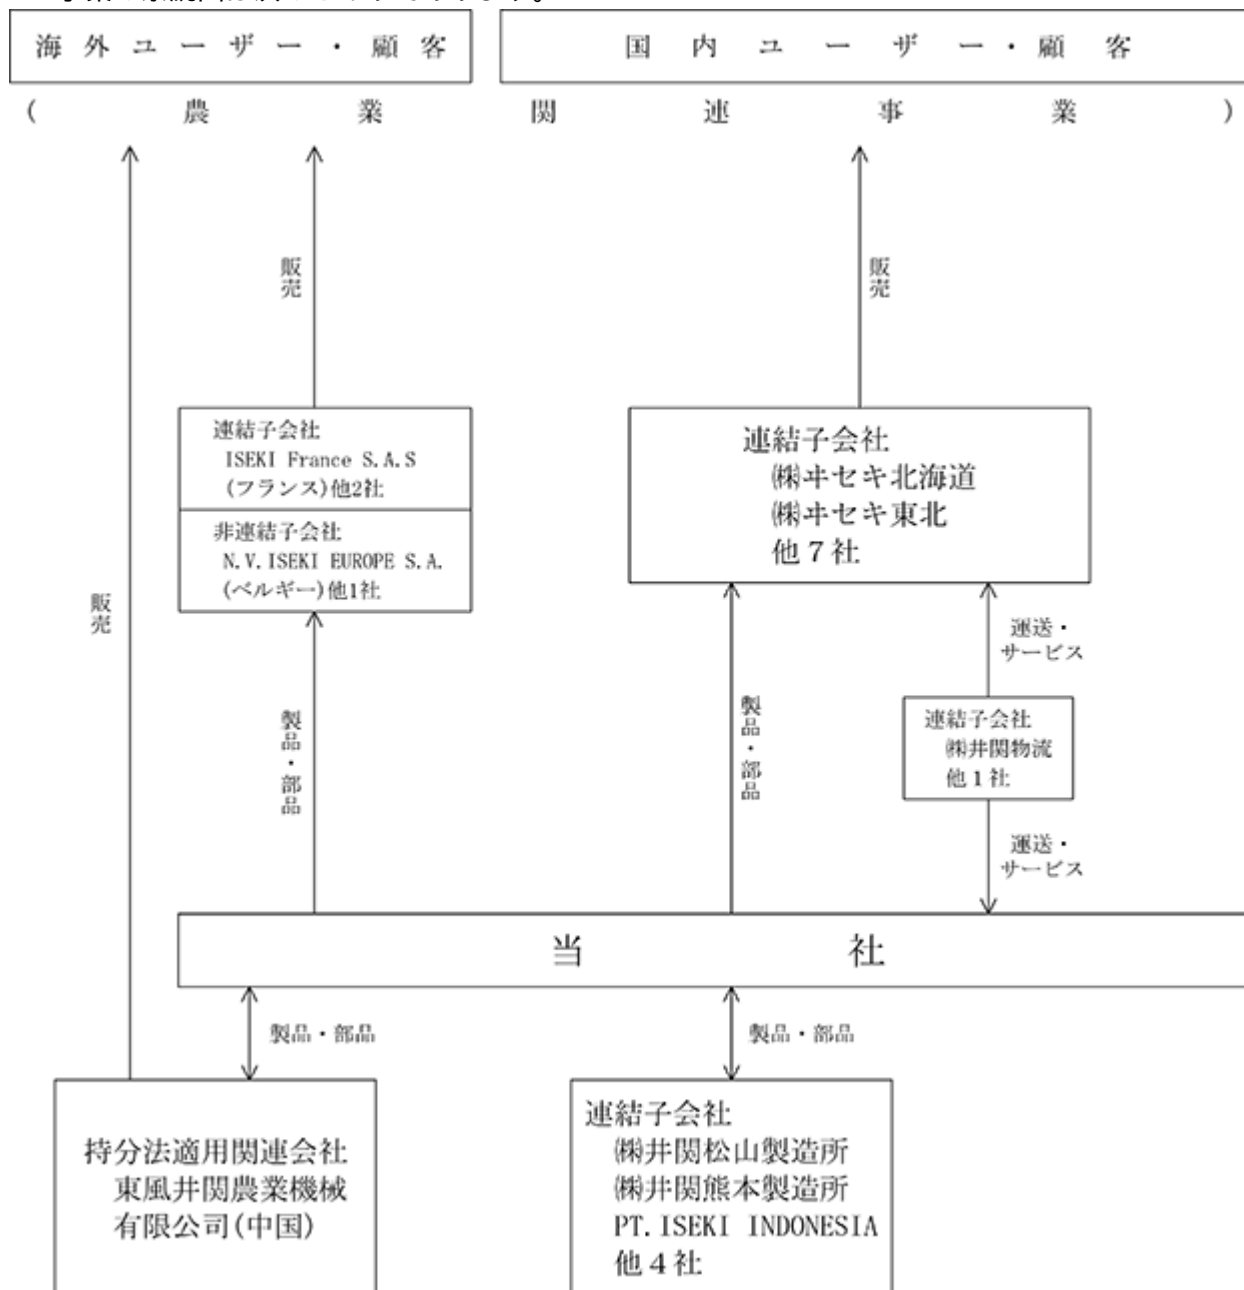 海外ユーザー・顧客
国内ユーザー・顧客
(農業関連事業)
販売
販売
連結子会社
ISEKI France S.A.S
(フランス)他2社
非連結子会社
N.V.ISEKI EUROPE S.A.
(ベルギー)他1社
連結子会社
㈱ヰセキ北海道
㈱ヰセキ東北
他７社
販売
運送・
サービス
製品・部品
製品・部品
連結子会社
㈱井関物流
他１社
運送・
サービス
当社
製品・部品
製品・部品
持分法適用関連会社
東風井関農業機械
有限公司(中国)
連結子会社
㈱井関松山製造所
㈱井関熊本製造所
PT.ISEKI INDONESIA
他４社